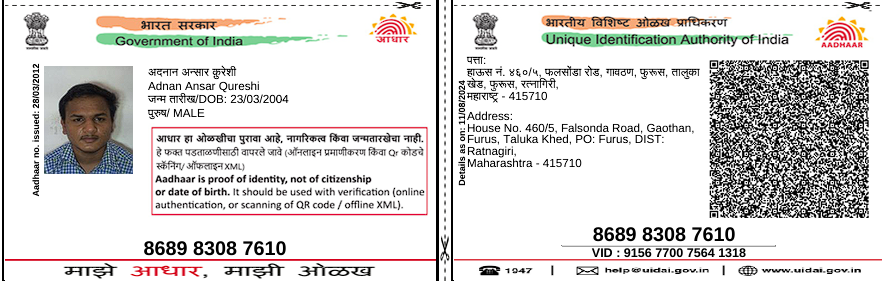 भारत सरकार
Government of India
आधार
Aadhaar no. issued: 28/03/2012
अदनान अन्सार क़ुरेशी
Adnan Ansar Qureshi
जन्म तारीख/DOB: 23/03/2004
पुरुष/ MALE
आधार हा ओळखीचा पुरावा आहे, नागरिकत्व किंवा जन्मतारखेचा नाही.
हे फक्त पडताळणीसाठी वापरले जावे (ऑनलाइन प्रमाणीकरण किंवा Qr कोडचे
स्कॅनिंग/ ऑफलाइन XML)
Aadhaar is proof of identity, not of citizenship
or date of birth. It should be used with verification (online
authentication, or scanning of QR code / offline XML).
8689 8308 7610
माझे आधार, माझी ओळख
भारतीय विशिष्ट ओळख प्राधिकरण
Unique Identification Authority of India
AADHAAR
Details as on: 11/08/2024
पत्ता:
हाऊस नं. ४६०/५, फलसोंडा रोड, गावठण, फुरूस, तालुका
खेड, फुरूस, रत्नागिरी,
महाराष्ट्र - 415710
Address:
House No. 460/5, Falsonda Road, Gaothan,
Furus, Taluka Khed, PO: Furus, DIST:
Ratnagiri,
Maharashtra - 415710
8689 8308 7610
VID : 9156 7700 7564 1318
1947 | help@uidai.gov.in | www.uidai.gov.in